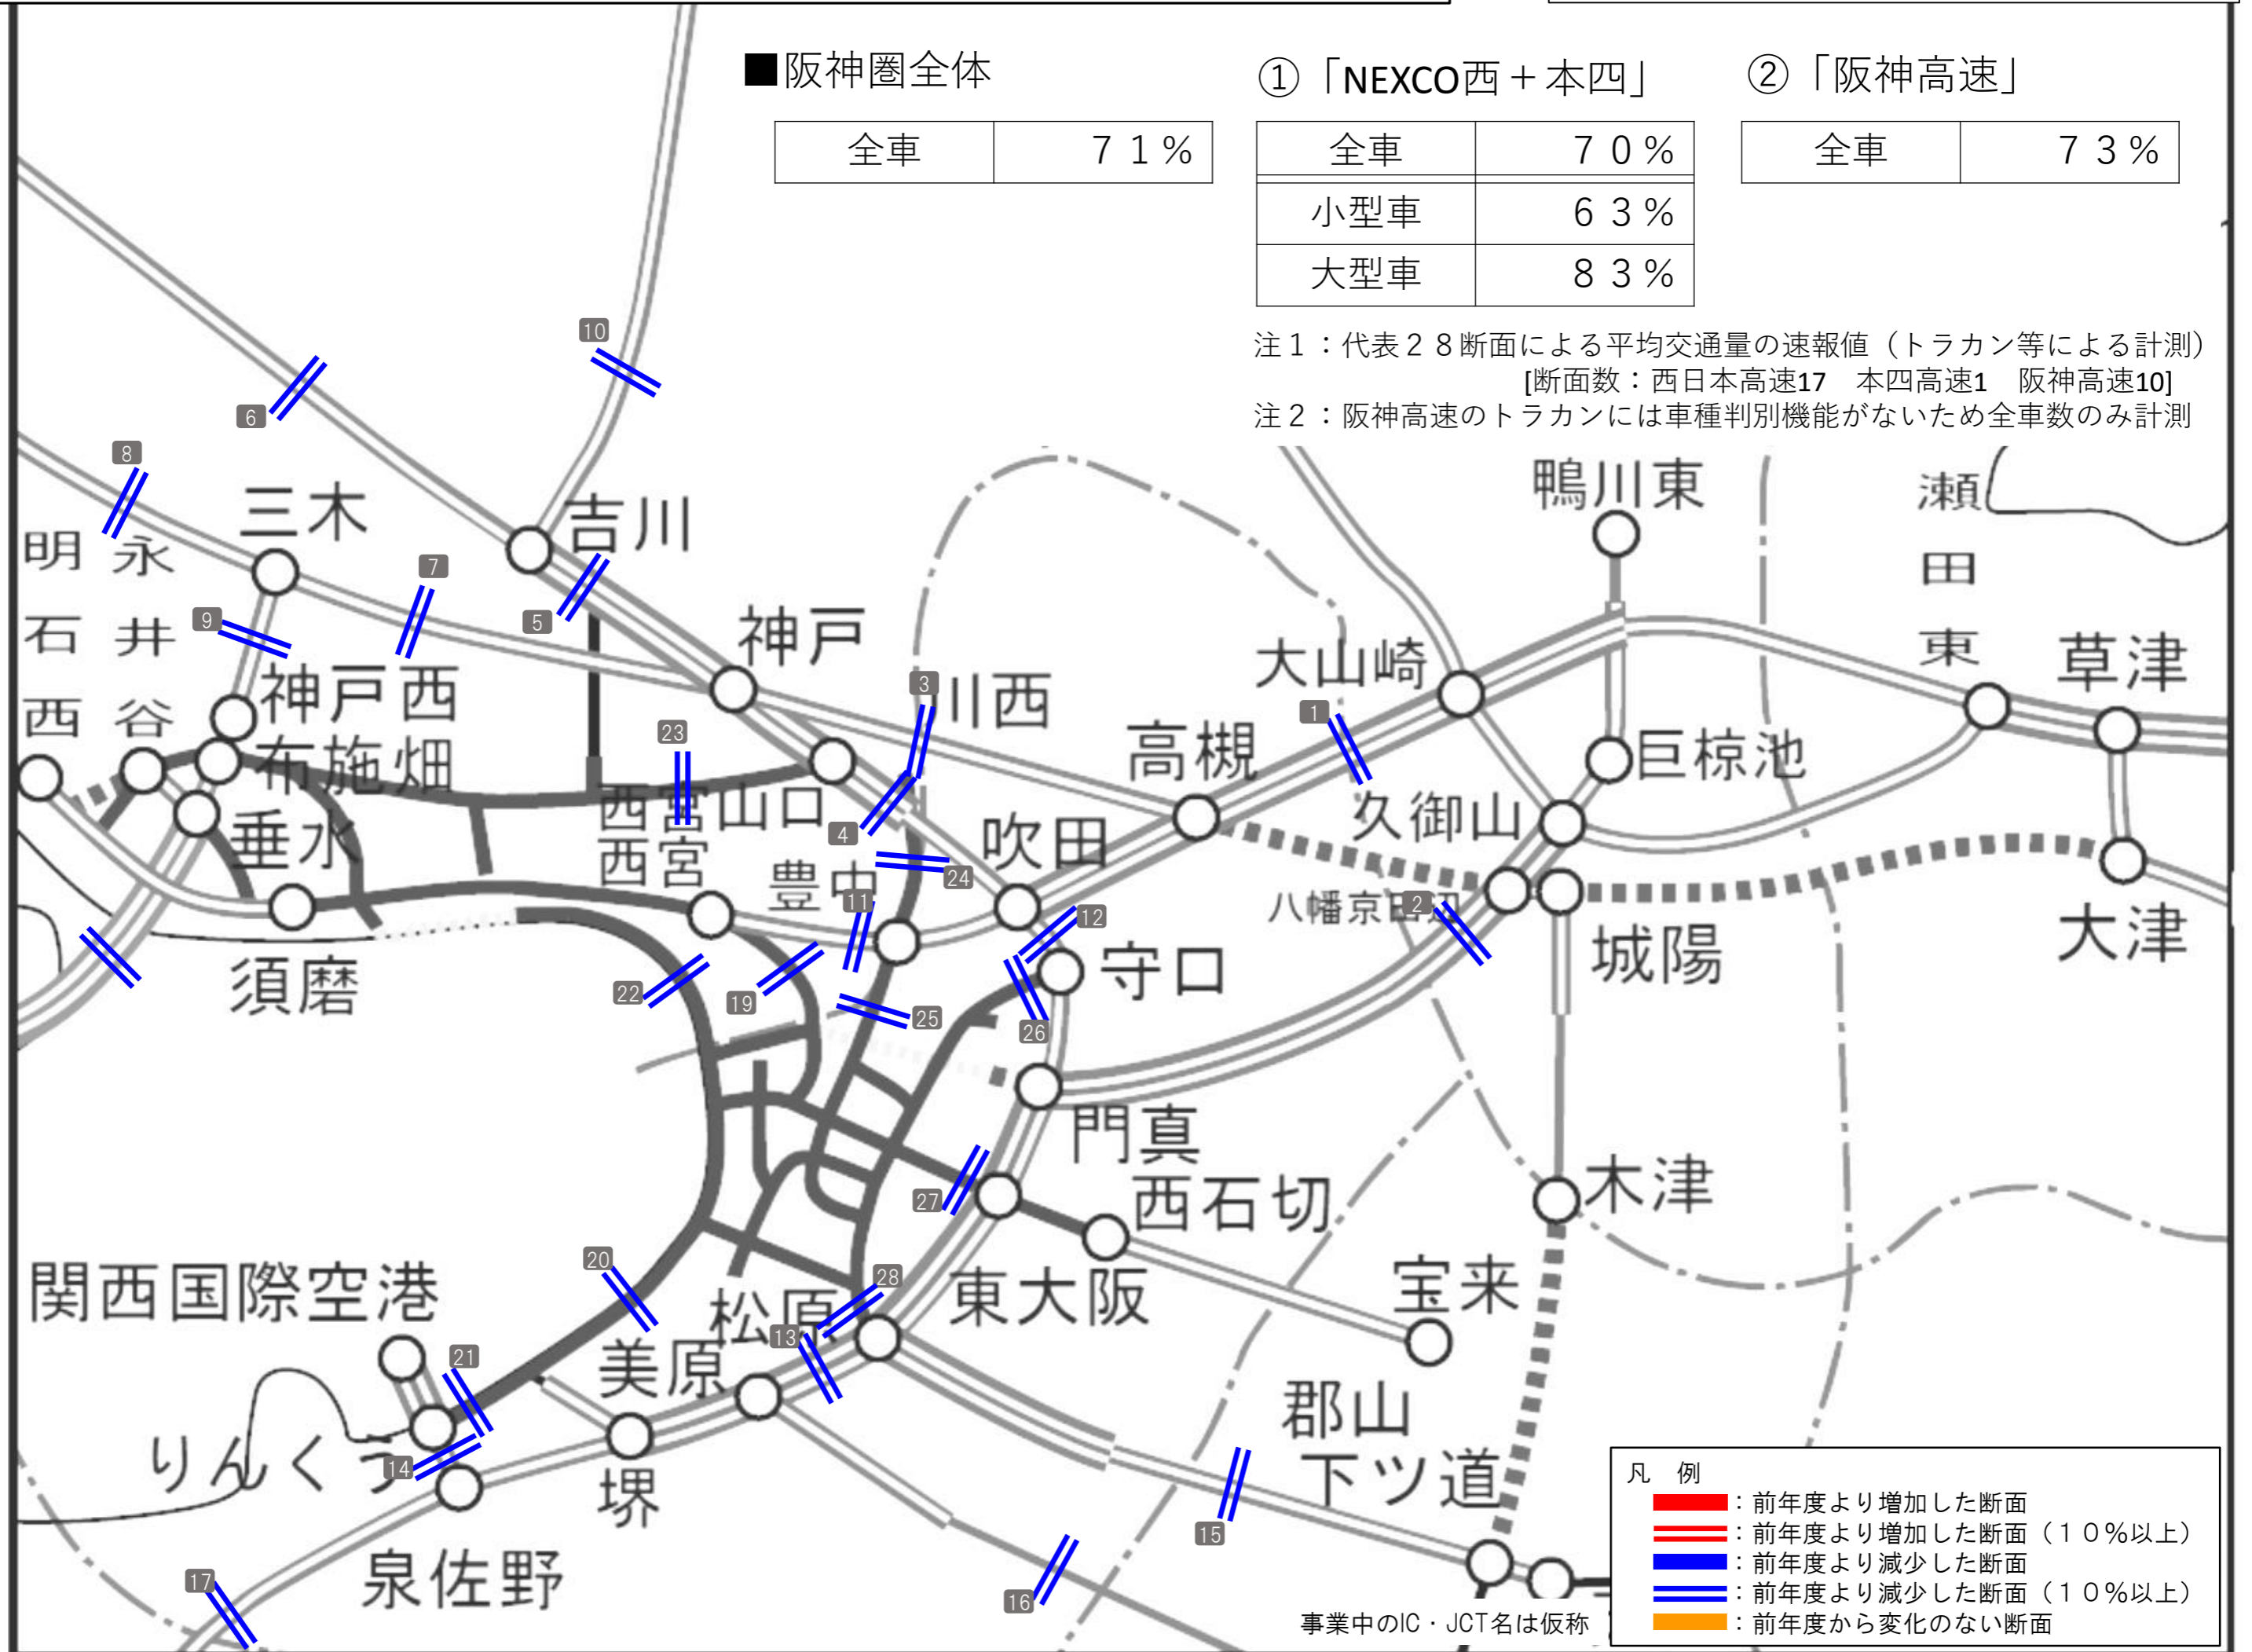 ■阪神圏全体
全車 71%
①「NEXCO西+本四」
全車 70%
小型車 63%
大型車 83%
②「阪神高速」
全車 73%
注1：代表28断面による平均交通量の速報値（トラカン等による計測）
[断面数：西日本高速17 本四高速1 阪神高速10]
注2：阪神高速のトラカンには車種判別機能がないため全車数のみ計測
10
6
8
三木
吉川
鴨川東
瀬田東
明石西
永井谷
7
5
9
神戸
神戸西
布施畑
3
川西
大山崎
1
草津
23
高槻
巨椋池
西宮山口
4
久御山
垂水
西宮
豊中
吹田
24
11
12
八幡京田辺
2
城陽
大津
須磨
22
19
25
守口
26
門真
27
西石切
木津
関西国際空港
20
28
松原
東大阪
宝来
13
21
美原
郡山下ツ道
りんくう
14
堺
15
泉佐野
17
16
事業中のIC・JCT名は仮称
凡 例
：前年度より増加した断面
：前年度より増加した断面（10%以上）
：前年度より減少した断面
：前年度より減少した断面（10%以上）
：前年度から変化のない断面